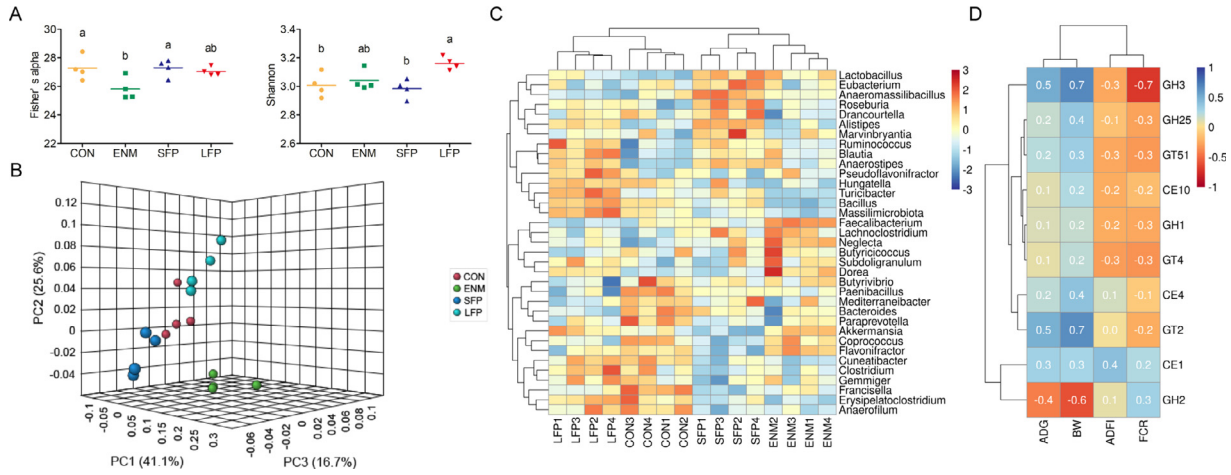 A
Fisher' s alpha
28
26
24
22
a
b
a
ab
CON
ENM
SFP
LFP
Shannon
3.6
3.4
3.2
3.0
2.8
2.6
b
ab
b
a
CON
ENM
SFP
LFP
B
PC2 (25.6%)
0.12
0.1
0.08
0.06
0.04
0.02
0
-0.02
-0.04
-0.1
-0.05
0
0.05
0.1
0.15
0.2
0.25
0.3
PC1 (41.1%)
-0.06
-0.04
-0.02
0
0.02
0.04
0.06
0.08
0.1
PC3 (16.7%)
CON
ENM
SFP
LFP
C
Lactobacillus
Eubacterium
Anaeromassilibacillus
Roseburia
Drancourtella
Alistipes
Marvinbryantia
Ruminococcus
Blautia
Anaerostipes
Pseudoflavonifractor
Hungatella
Turicibacter
Bacillus
Massilimicrobiota
Faecalibacterium
Lachnoclostridium
Neglecta
Butyricicoccus
Subdoligranulum
Dorea
Butyrivibrio
Paenibacillus
Mediterraneibacter
Bacteroides
Paraprevotella
Akkermansia
Coprococcus
Flavonifractor
Cuneatibacter
Clostridium
Gemmiger
Francisella
Erysipelatoclostridium
Anaerofilum
LFP1
LFP3
LFP2
LFP4
CON3
CON4
CON1
CON2
SFP1
SFP3
SFP2
SFP4
ENM2
ENM3
ENM1
ENM4
3
2
1
0
-1
-2
-3
D
0.5 0.7 -0.3 -0.7 GH3
0.2 0.4 -0.1 -0.3 GH25
0.2 0.3 -0.3 -0.3 GT51
0.1 0.2 -0.2 -0.2 CE10
0.1 0.2 -0.3 -0.3 GH1
0.1 0.2 -0.3 -0.3 GT4
0.2 0.4 0.1 -0.1 CE4
0.5 0.7 0.0 -0.2 GT2
0.3 0.3 0.4 0.2 CE1
-0.4 -0.6 0.1 0.3 GH2
ADG
BW
ADFI
FCR
1
0.5
0
-0.5
-1